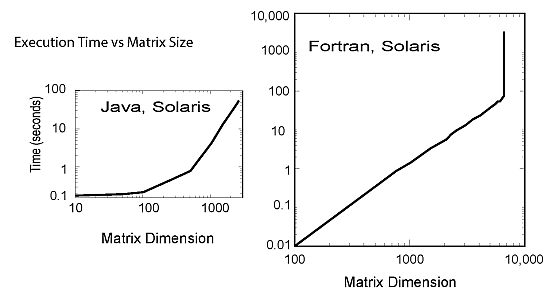 Execution Time vs Matrix Size
Java, Solaris
Time (seconds)
100
10
1
0.1
10
100
1000
Matrix Dimension
Fortran, Solaris
10,000
1000
100
10
1
0.1
0.01
100
1000
10,000
Matrix Dimension